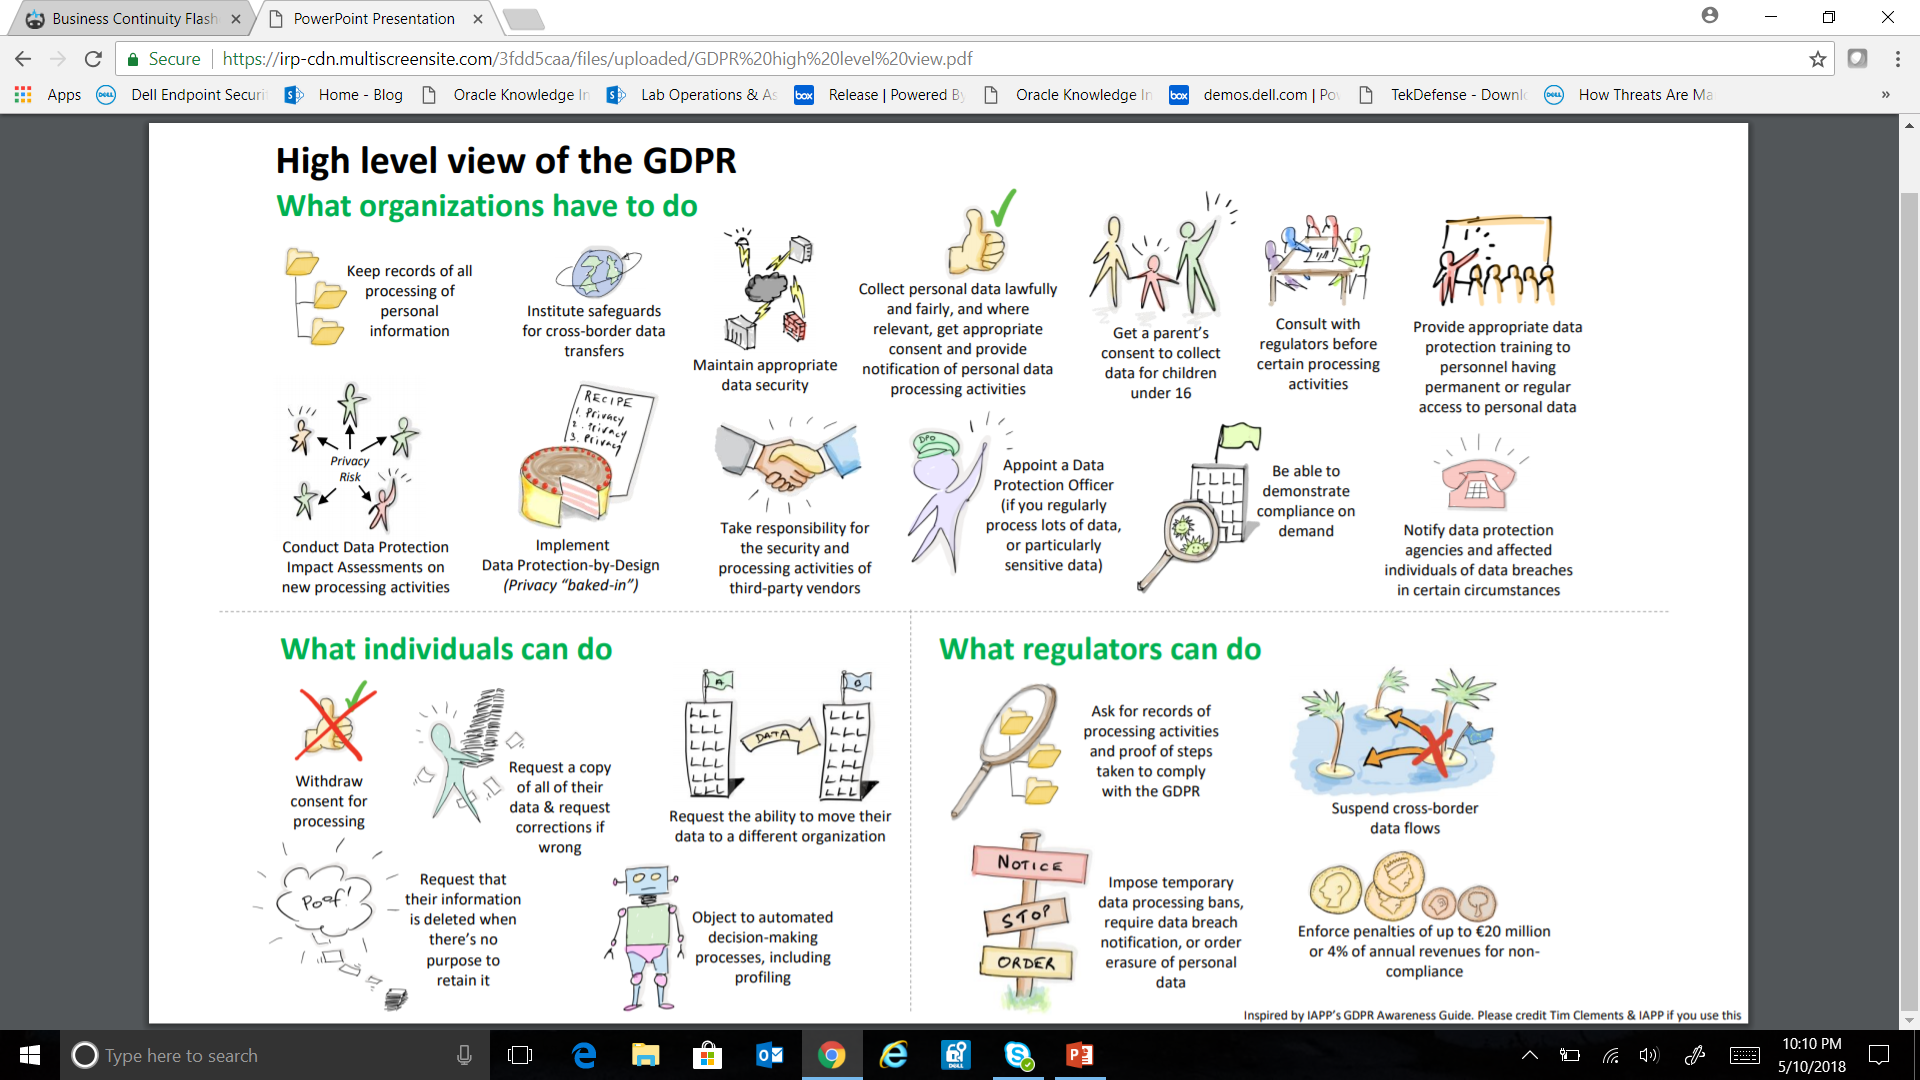 Business Continuity Flash
PowerPoint Presentation
Secure
https://irp-cdn.multiscreensite.com/3fdd5caa/files/uploaded/GDPR%20high%20level%20view.pdf
Apps
Dell Endpoint Securi
Home - Blog
Oracle Knowledge In
Lab Operations & As
box
Release | Powered By
Oracle Knowledge In
box
demos.dell.com | Po
TekDefense - Downl
How Threats Are Ma
»
High level view of the GDPR
What organizations have to do
Keep records of all
processing of
personal
information
Institute safeguards
for cross-border data
transfers
Maintain appropriate
data security
Collect personal data lawfully
and fairly, and where
relevant, get appropriate
consent and provide
notification of personal data
processing activities
Get a parent's
consent to collect
data for children
under 16
Consult with
regulators before
certain processing
activities
Provide appropriate data
protection training to
personnel having
permanent or regular
access to personal data
Privacy
Risk
Conduct Data Protection
Impact Assessments on
new processing activities
RECIPE
1. Privacy
2. Privacy
3. Privacy
Implement
Data Protection-by-Design
(Privacy “baked-in”)
Take responsibility for
the security and
processing activities of
third-party vendors
DPO
Appoint a Data
Protection Officer
(if you regularly
process lots of data,
or particularly
sensitive data)
Be able to
demonstrate
compliance on
demand
Notify data protection
agencies and affected
individuals of data breaches
in certain circumstances
What individuals can do
Withdraw
consent for
processing
Request a copy
of all of their
data & request
corrections if
wrong
A
B
DATA
Request the ability to move their
data to a different organization
Poof!
Request that
their information
is deleted when
there's no
purpose to
retain it
Object to automated
decision-making
processes, including
profiling
What regulators can do
Ask for records of
processing activities
and proof of steps
taken to comply
with the GDPR
Suspend cross-border
data flows
NOTICE
STOP
ORDER
Impose temporary
data processing bans,
require data breach
notification, or order
erasure of personal
data
Enforce penalties of up to €20 million
or 4% of annual revenues for non-
compliance
Inspired by IAPP's GDPR Awareness Guide. Please credit Tim Clements & IAPP if you use this
Type here to search
10:10 PM
5/10/2018